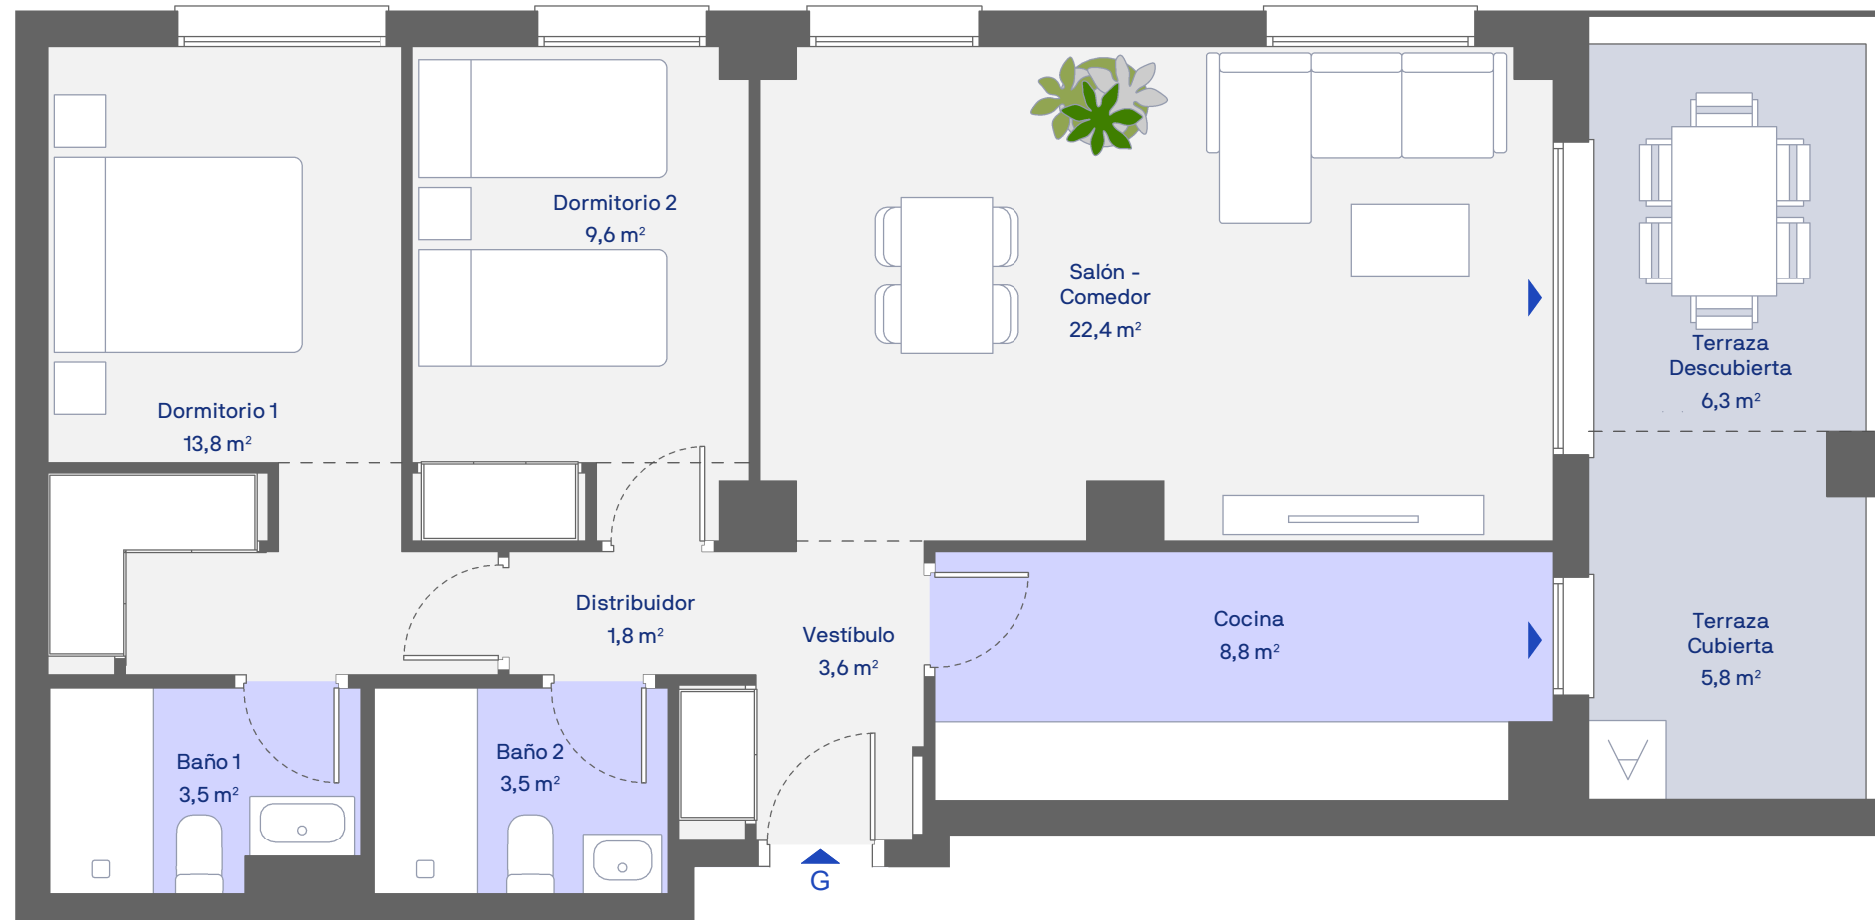 Dormitorio 1
13,8 m²
Dormitorio 2
9,6 m²
Salón -
Comedor
22,4 m²
Terraza
Descubierta
6,3 m²
Distribuidor
1,8 m²
Vestíbulo
3,6 m²
Cocina
8,8 m²
Terraza
Cubierta
5,8 m²
Baño 1
3,5 m²
Baño 2
3,5 m²
G